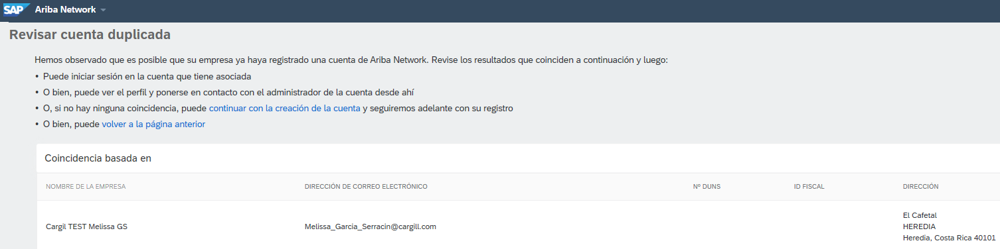 SAP Ariba Network
Revisar cuenta duplicada
Hemos observado que es posible que su empresa ya haya registrado una cuenta de Ariba Network. Revise los resultados que coinciden a continuación y luego:
• Puede iniciar sesión en la cuenta que tiene asociada
• O bien, puede ver el perfil y ponerse en contacto con el administrador de la cuenta desde ahí
• O, si no hay ninguna coincidencia, puede continuar con la creación de la cuenta y seguiremos adelante con su registro
• O bien, puede volver a la página anterior
Coincidencia basada en
NOMBRE DE LA EMPRESA DIRECCIÓN DE CORREO ELECTRÓNICO Nº DUNS ID FISCAL DIRECCIÓN
Cargil TEST Melissa GS Melissa_Garcia_Serracin@cargill.com
El Cafetal
HEREDIA
Heredia, Costa Rica 40101